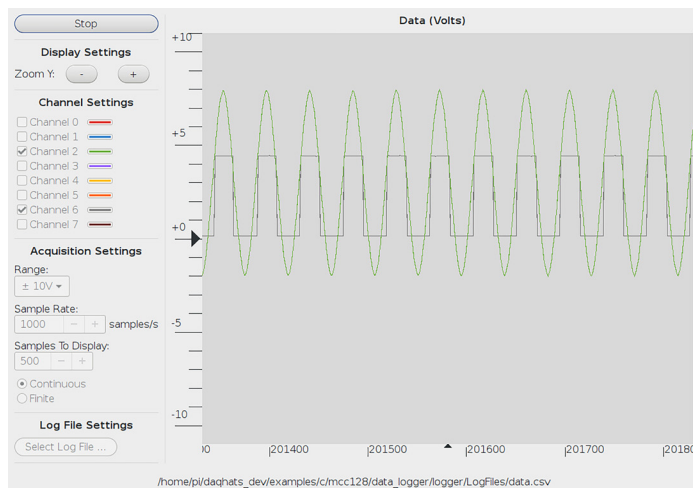 Stop
Data (Volts)
Display Settings
Zoom Y: - +
Channel Settings
Channel 0
Channel 1
Channel 2
Channel 3
Channel 4
Channel 5
Channel 6
Channel 7
Acquisition Settings
Range:
± 10V
Sample Rate:
1000 − + samples/s
Samples To Display:
500 − +
Continuous
Finite
Log File Settings
Select Log File ...
+10
+5
+0
-5
-10
201400
201500
201600
201700
/home/pi/daqhats_dev/examples/c/mcc128/data_logger/logger/LogFiles/data.csv